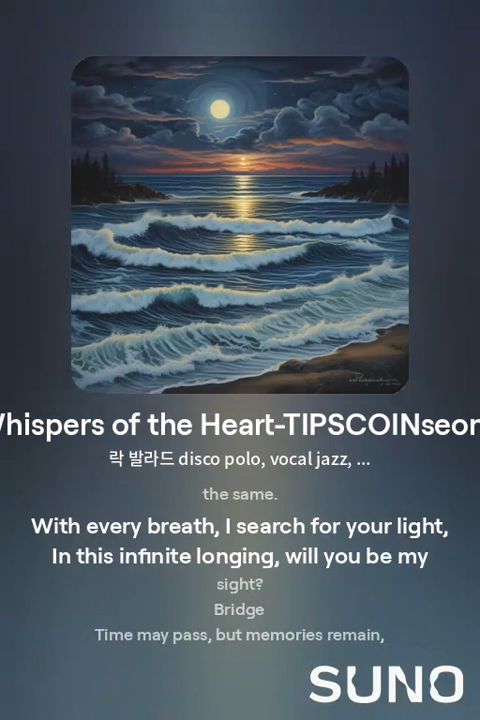 Whispers of the Heart-TIPSCOINseon
락 발라드 disco polo, vocal jazz, ...
the same.
With every breath, I search for your light,
In this infinite longing, will you be my
sight?
Bridge
Time may pass, but memories remain,
SUNO